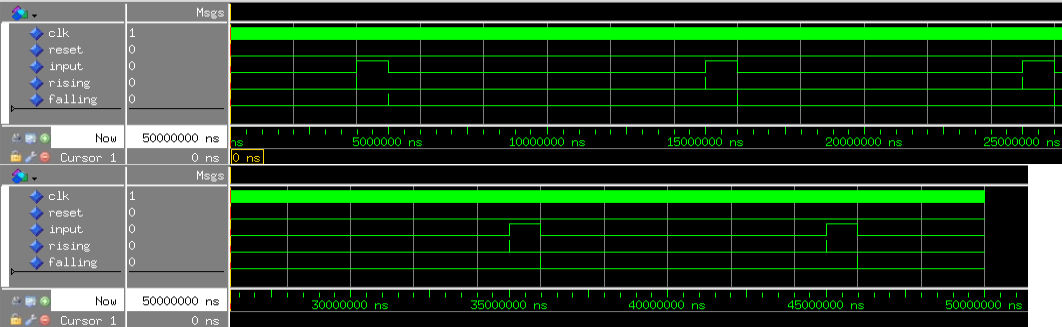 Msgs
clk 1
reset 0
input 0
rising 0
falling 0
Now 50000000 ns
ns 5000000 ns 10000000 ns 15000000 ns 20000000 ns 25000000 ns
Cursor 1 0 ns
0 ns
Msgs
clk 1
reset 0
input 0
rising 0
falling 0
Now 50000000 ns
30000000 ns 35000000 ns 40000000 ns 45000000 ns 50000000 ns
Cursor 1 0 ns